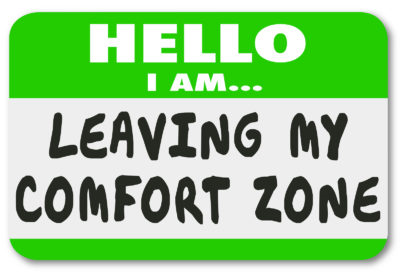 HELLO
I AM...
LEAVING MY
COMFORT ZONE